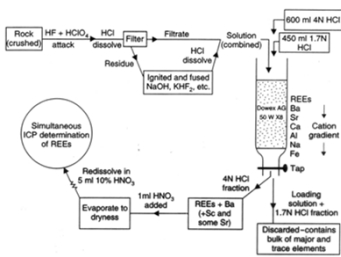 Rock
(crushed)
HF + HClO4
attack
HCl
dissolve
Filter
Filtrate
Residue
HCl
dissolve
Ignited and fused
NaOH, KHF2, etc.
Solution
(combined)
600 ml 4N HCl
450 ml 1.7N
HCl
Dowex AG
50 W X8
REEs
Ba
Sr
Ca
Al
Na
Fe
Cation
gradient
Tap
4N HCl
fraction
Loading
solution +
1.7N HCl fraction
Discarded–contains
bulk of major and
trace elements
REEs + Ba
(+Sc and
some Sr)
1ml HNO3
added
Evaporate to
dryness
Redissolve in
5 ml 10% HNO3
Simultaneous
ICP determination
of REEs